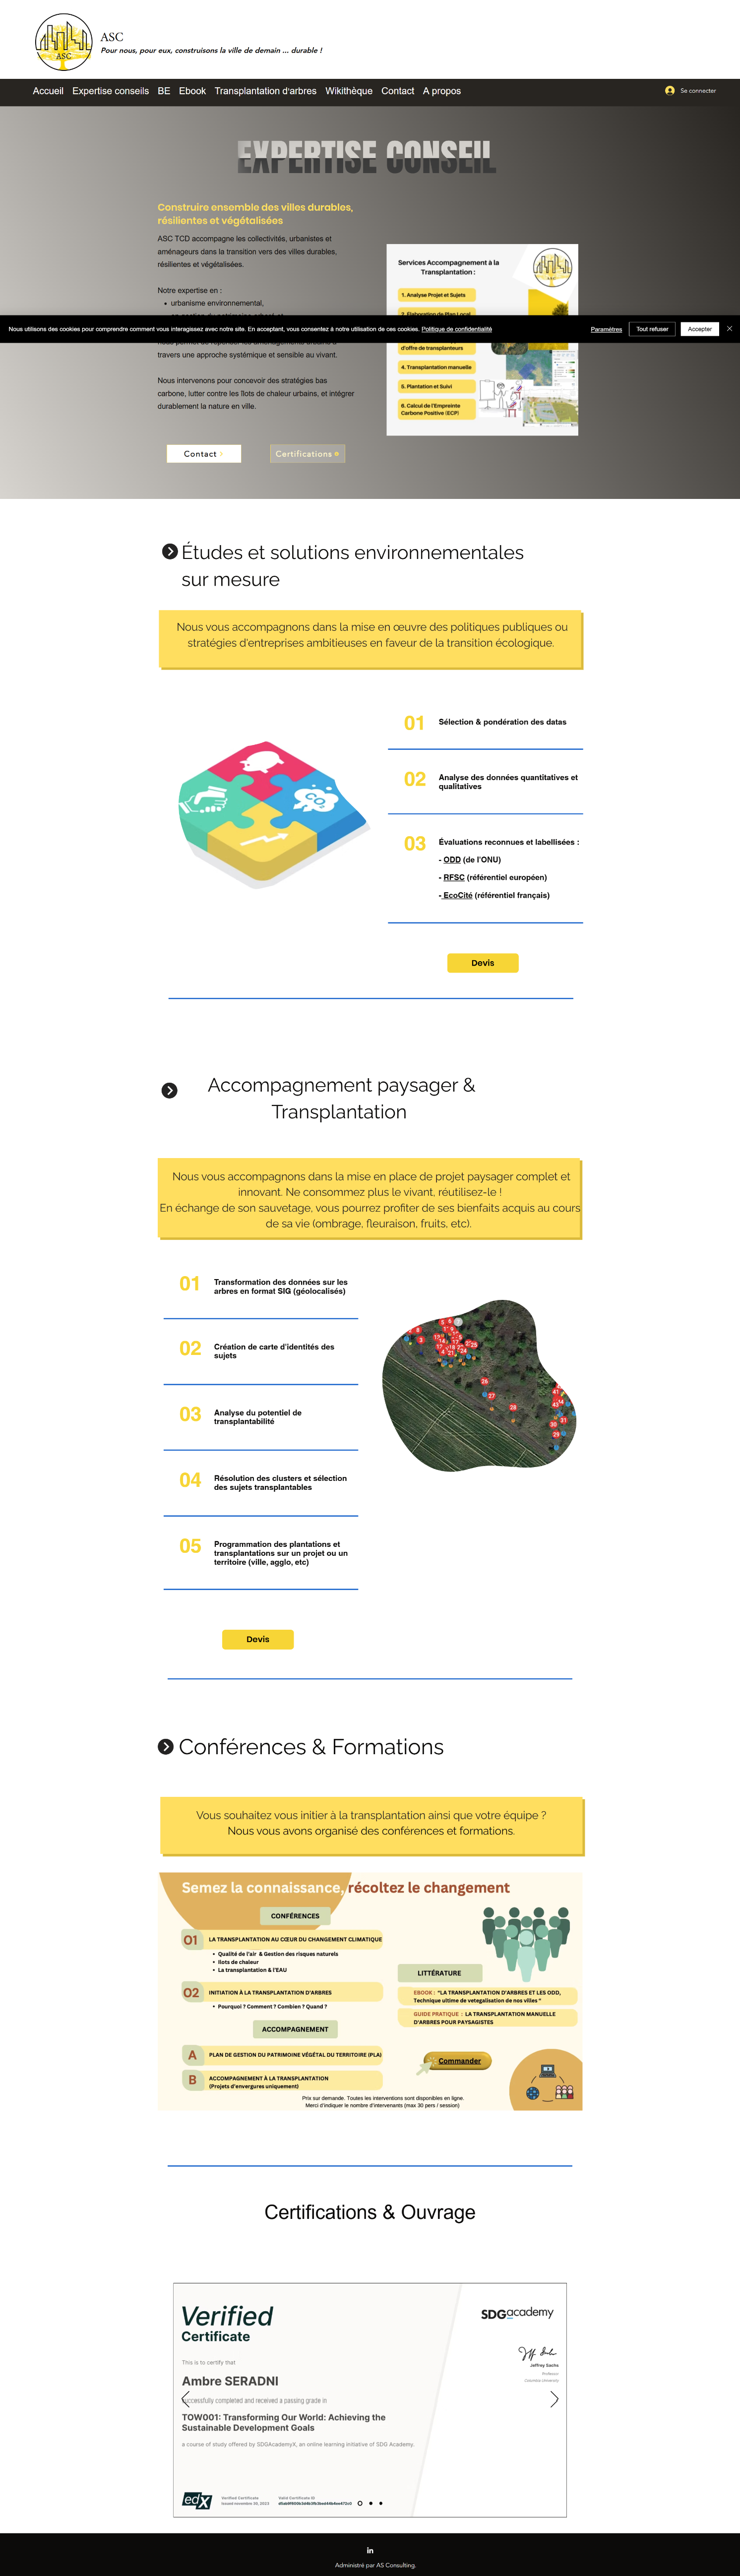 ASC
ASC
Pour nous, pour eux, construisons la ville de demain ... durable !
Accueil Expertise conseils BE Ebook Transplantation d'arbres Wikithèque Contact A propos
Se connecter
EXPERTISE CONSEIL
Construire ensemble des villes durables,
résilientes et végétalisées
ASC TCD accompagne les collectivités, urbanistes et
aménageurs dans la transition vers des villes durables,
résilientes et végétalisées.
Notre expertise en :
• urbanisme environnemental,
Services Accompagnement à la
Transplantation :
1. Analyse Projet et Sujets
Nous utilisons des cookies pour comprendre comment vous interagissez avec notre site. En acceptant, vous consentez à notre utilisation de ces cookies. Politique de confidentialité
Paramètres
Tout refuser
Accepter
travers une approche systémique et sensible au vivant.
Nous intervenons pour concevoir des stratégies bas
carbone, lutter contre les îlots de chaleur urbains, et intégrer
durablement la nature en ville.
d'offre de transplanteurs
4. Transplantation manuelle
5. Plantation et Suivi
6. Calcul de l'Empreinte
Carbone Positive (ECP)
Contact
Certifications
Études et solutions environnementales
sur mesure
Nous vous accompagnons dans la mise en œuvre des politiques publiques ou
stratégies d'entreprises ambitieuses en faveur de la transition écologique.
CO2
01 Sélection & pondération des datas
02 Analyse des données quantitatives et
qualitatives
03 Évaluations reconnues et labellisées :
- ODD (de l'ONU)
- RFSC (référentiel européen)
- EcoCité (référentiel français)
Devis
Accompagnement paysager &
Transplantation
Nous vous accompagnons dans la mise en place de projet paysager complet et
innovant. Ne consommez plus le vivant, réutilisez-le !
En échange de son sauvetage, vous pourrez profiter de ses bienfaits acquis au cours
de sa vie (ombrage, fleuraison, fruits, etc).
01 Transformation des données sur les
arbres en format SIG (géolocalisés)
02 Création de carte d'identités des
sujets
03 Analyse du potentiel de
transplantabilité
04 Résolution des clusters et sélection
des sujets transplantables
05 Programmation des plantations et
transplantations sur un projet ou un
territoire (ville, agglo, etc)
26
27
28
41
43
31
30
29
Devis
Conférences & Formations
Vous souhaitez vous initier à la transplantation ainsi que votre équipe ?
Nous vous avons organisé des conférences et formations.
Semez la connaissance, récoltez le changement
CONFÉRENCES
01 LA TRANSPLANTATION AU CŒUR DU CHANGEMENT CLIMATIQUE
• Qualité de l'air & Gestion des risques naturels
• Ilots de chaleur
• La transplantation & l'EAU
02 INITIATION À LA TRANSPLANTATION D'ARBRES
• Pourquoi ? Comment ? Combien ? Quand ?
ACCOMPAGNEMENT
A PLAN DE GESTION DU PATRIMOINE VÉGÉTAL DU TERRITOIRE (PLA)
B ACCOMPAGNEMENT À LA TRANSPLANTATION
(Projets d'envergures uniquement)
LITTÉRATURE
EBOOK : "LA TRANSPLANTATION D'ARBRES ET LES ODD,
Technique ultime de vegetalisation de nos villes "
GUIDE PRATIQUE : LA TRANSPLANTATION MANUELLE
D'ARBRES POUR PAYSAGISTES
Commander
Prix sur demande. Toutes les interventions sont disponibles en ligne.
Merci d'indiquer le nombre d'intervenants (max 30 pers / session)
Certifications & Ouvrage
Verified
Certificate
SDGacademy
This is to certify that
Jeffrey Sachs
Professor
Columbia University
Ambre SERADNI
successfully completed and received a passing grade in
TOW001: Transforming Our World: Achieving the
Sustainable Development Goals
a course of study offered by SDGAcademyX, an online learning initiative of SDG Academy.
edX
Verified Certificate
Issued novembre 30, 2023
Valid Certificate ID
in
Administré par AS Consulting.